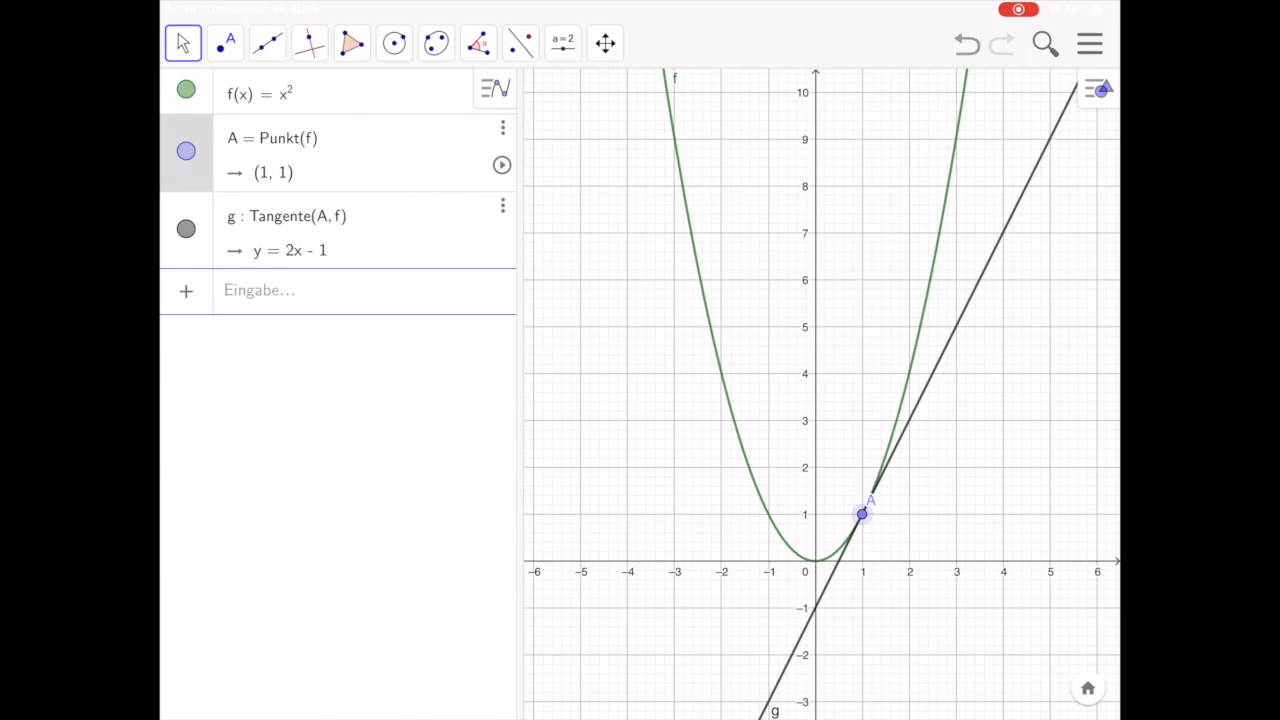 A
α
a=2
f(x) = x²
A = Punkt(f)
→ (1, 1)
g : Tangente(A, f)
→ y = 2x - 1
+ Eingabe…
f
10
9
8
7
6
5
4
3
2
1
A
−6 −5 −4 −3 −2 −1 0 1 2 3 4 5 6
−1
−2
−3
g